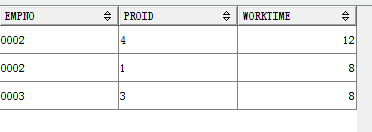 EMPNO PROID WORKTIME
0002 4 12
0002 1 8
0003 3 8